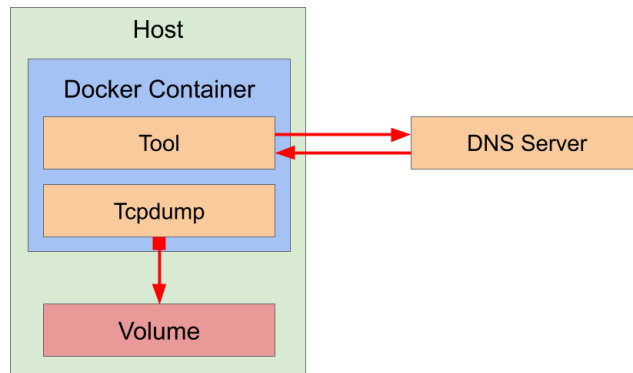 Host
Docker Container
Tool
DNS Server
Tcpdump
Volume